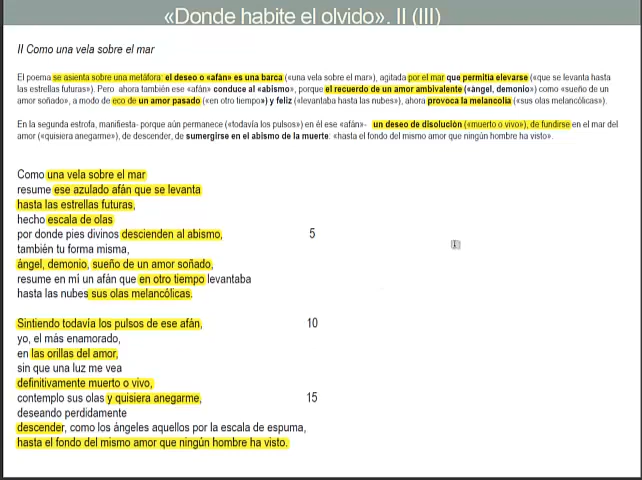 «Donde habite el olvido». II (III)
II Como una vela sobre el mar
El poema se asienta sobre una metáfora: el deseo o «afán» es una barca («una vela sobre el mar»), agitada por el mar que permitía elevarse («que se levanta hasta
las estrellas futuras»). Pero ahora también ese «afán» conduce al «abismo», porque el recuerdo de un amor ambivalente («ángel, demonio») como «sueño de un
amor soñado», a modo de eco de un amor pasado («en otro tiempo») y feliz («levantaba hasta las nubes»), ahora provoca la melancolía («sus olas melancólicas»).
En la segunda estrofa, manifiesta- porque aún permanece («todavía los pulsos») en él ese «afán»- un deseo de disolución («muerto o vivo»), de fundirse en el mar del
amor («quisiera anegarme»), de descender, de sumergirse en el abismo de la muerte: «hasta el fondo del mismo amor que ningún hombre ha visto».
Como una vela sobre el mar
resume ese azulado afán que se levanta
hasta las estrellas futuras,
hecho escala de olas
por donde pies divinos descienden al abismo, 5
también tu forma misma,
ángel, demonio, sueño de un amor soñado,
resume en mí un afán que en otro tiempo levantaba
hasta las nubes sus olas melancólicas.
Sintiendo todavía los pulsos de ese afán, 10
yo, el más enamorado,
en las orillas del amor,
sin que una luz me vea
definitivamente muerto o vivo,
contemplo sus olas y quisiera anegarme, 15
deseando perdidamente
descender, como los ángeles aquellos por la escala de espuma,
hasta el fondo del mismo amor que ningún hombre ha visto.